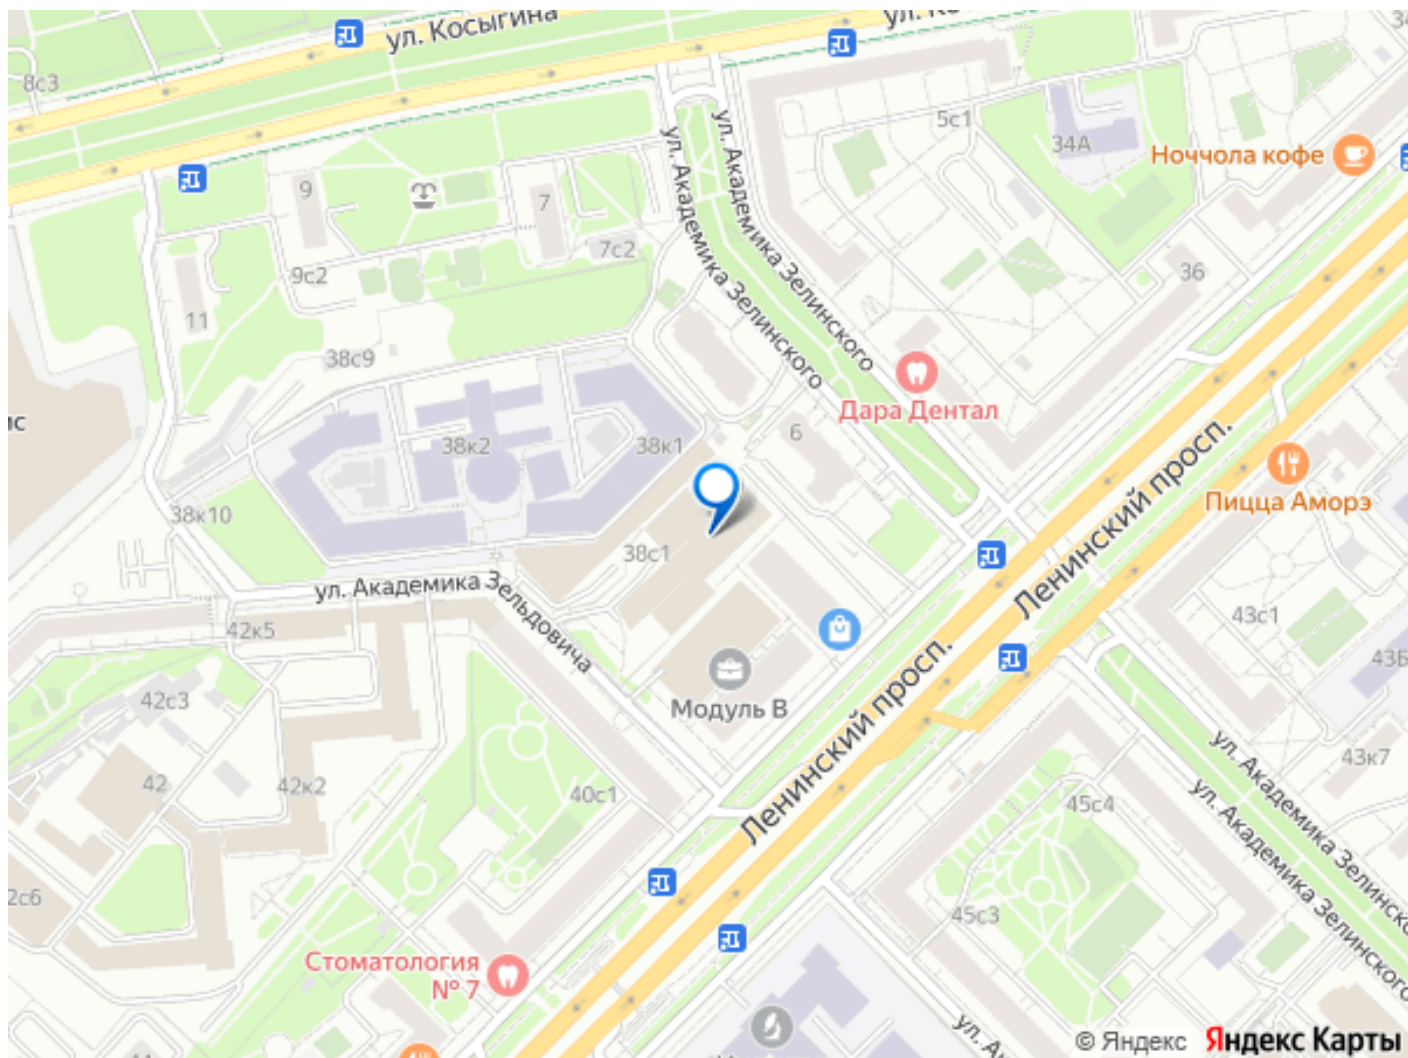 ул. Косыгина
8с3
5с1
34А
Ноччола кофе
ул. Академика Зелинского
ул. Академика Зелинского
9
7
7с2
9с2
36
11
38с9
Дара Дентал
38к2
38к1
6
Ленинский просп.
Пицца Аморэ
38к10
38с1
ул. Академика Зельдовича
42к5
43с1
43Б
Модуль В
Ленинский просп.
42с3
ул. Академика Зелинского
ул. Академика Зелинского
43к7
42
42к2
40с1
45с4
45с3
2с6
Стоматология
№ 7
© Яндекс Яндекс Карты